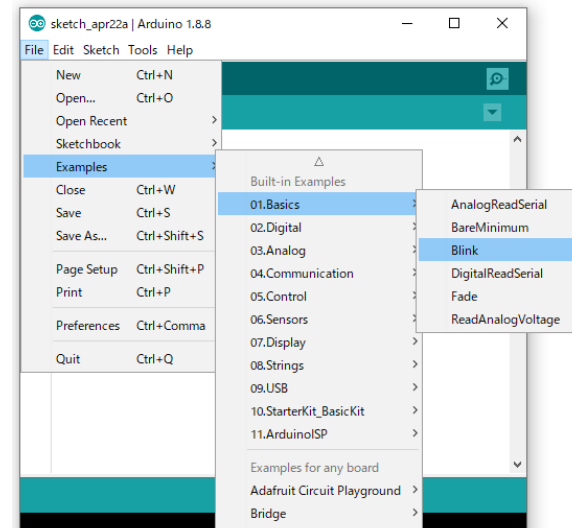 sketch_apr22a | Arduino 1.8.8
File Edit Sketch Tools Help
New Ctrl+N
Open... Ctrl+O
Open Recent
Sketchbook
Examples
Close Ctrl+W
Save Ctrl+S
Save As... Ctrl+Shift+S
Page Setup Ctrl+Shift+P
Print Ctrl+P
Preferences Ctrl+Comma
Quit Ctrl+Q
Built-in Examples
01.Basics
02.Digital
03.Analog
04.Communication
05.Control
06.Sensors
07.Display
08.Strings
09.USB
10.StarterKit_BasicKit
11.ArduinoISP
Examples for any board
Adafruit Circuit Playground
Bridge
AnalogReadSerial
BareMinimum
Blink
DigitalReadSerial
Fade
ReadAnalogVoltage